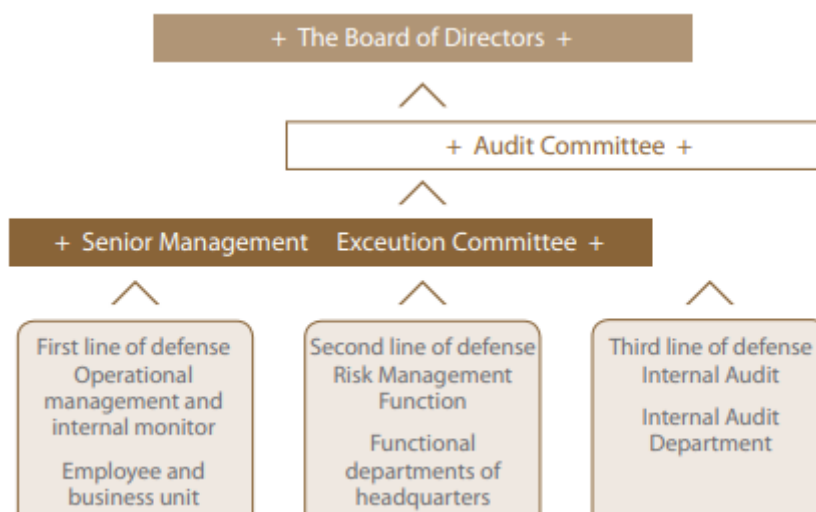 + The Board of Directors +
+ Audit Committee +
+ Senior Management Exceution Committee +
First line of defense
Operational
management and
internal monitor
Employee and
business unit
Second line of defense
Risk Management
Function
Functional
departments of
headquarters
Third line of defense
Internal Audit
Internal Audit
Department